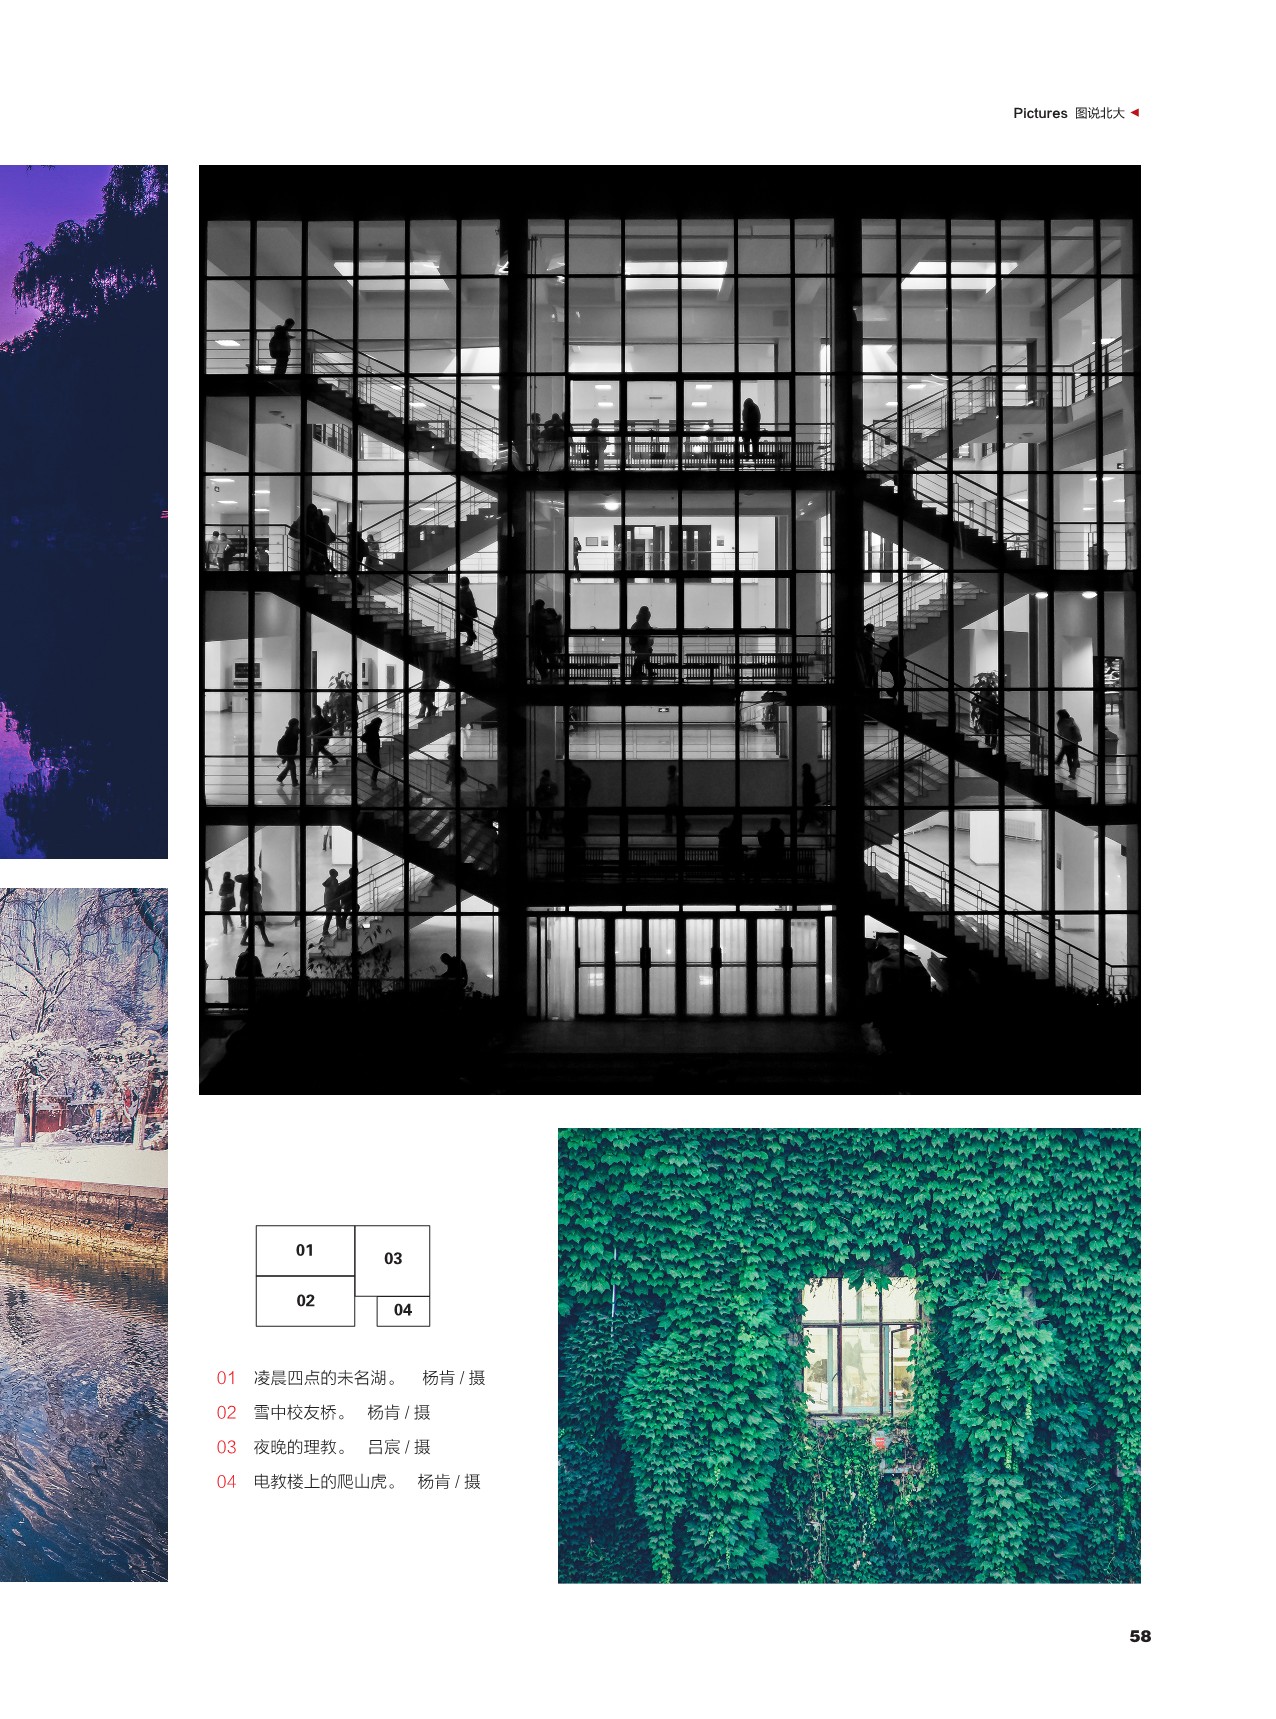 Pictures 图说北大
01
03
02
04
01 凌晨四点的未名湖。 杨肯 / 摄
02 雪中校友桥。 杨肯 / 摄
03 夜晚的理教。 吕宸 / 摄
04 电教楼上的爬山虎。 杨肯 / 摄
58